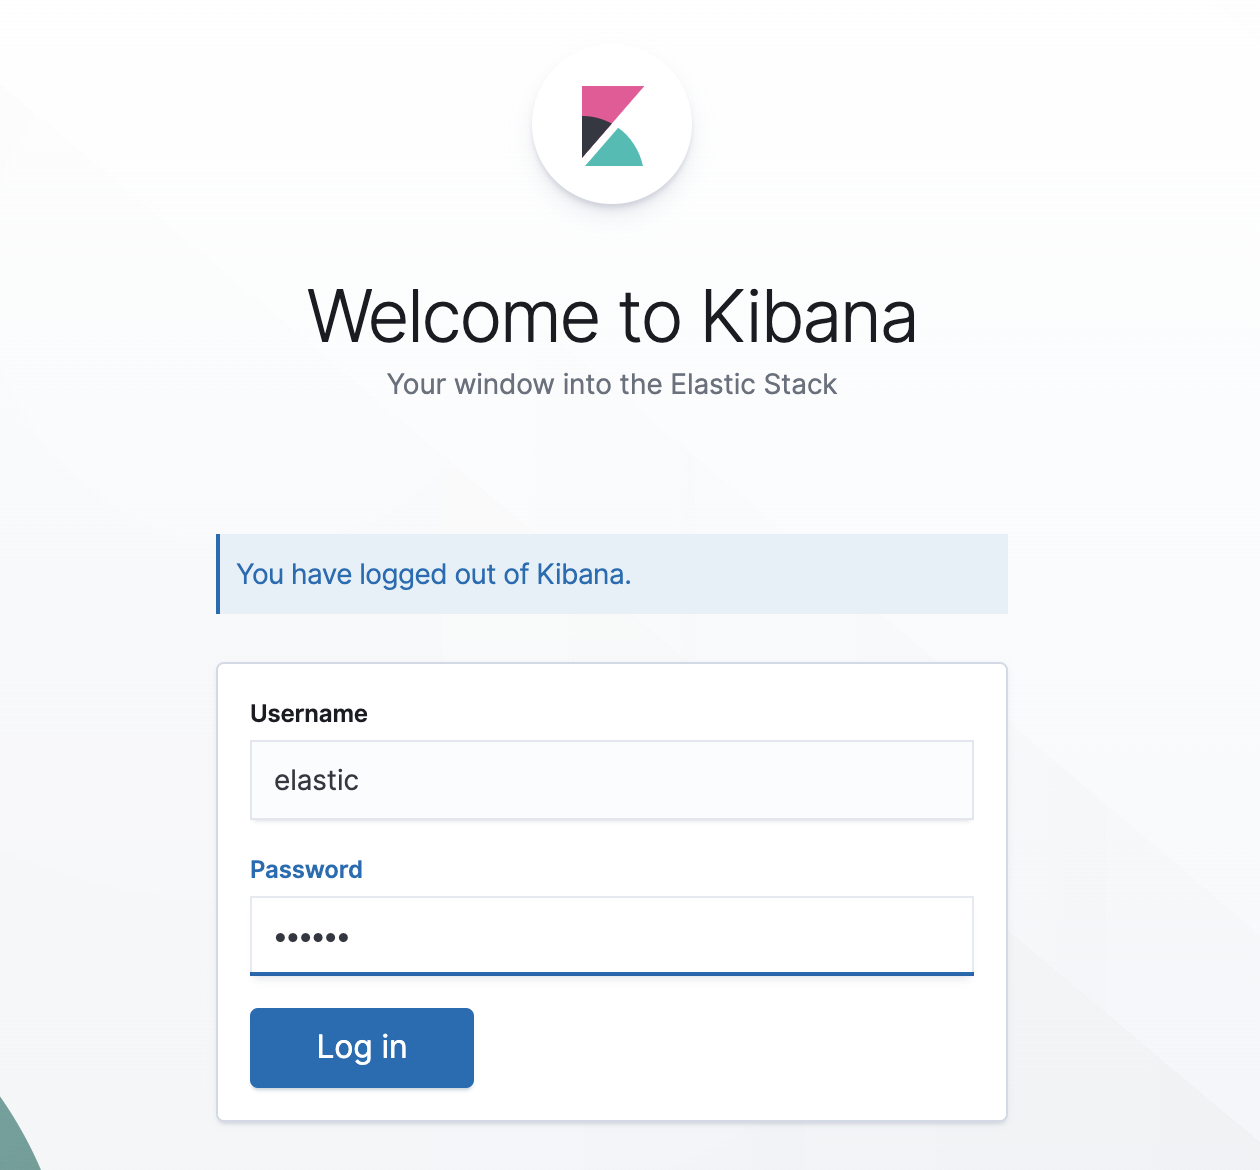 Welcome to Kibana
Your window into the Elastic Stack
You have logged out of Kibana.
Username
elastic
Password
••••••
Log in